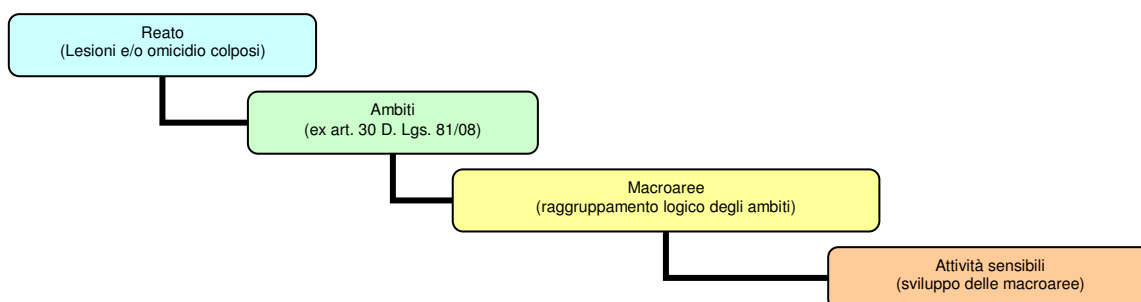 Reato
(Lesioni e/o omicidio colposi)
Ambiti
(ex art. 30 D. Lgs. 81/08)
Macroaree
(raggruppamento logico degli ambiti)
Attività sensibili
(sviluppo delle macroaree)